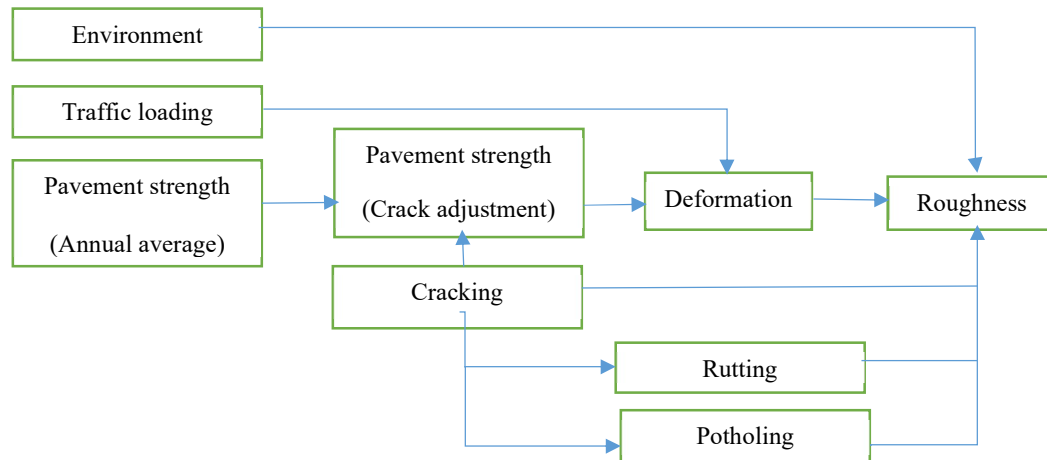 Environment
Traffic loading
Pavement strength
(Annual average)
Pavement strength
(Crack adjustment)
Deformation
Roughness
Cracking
Rutting
Potholing